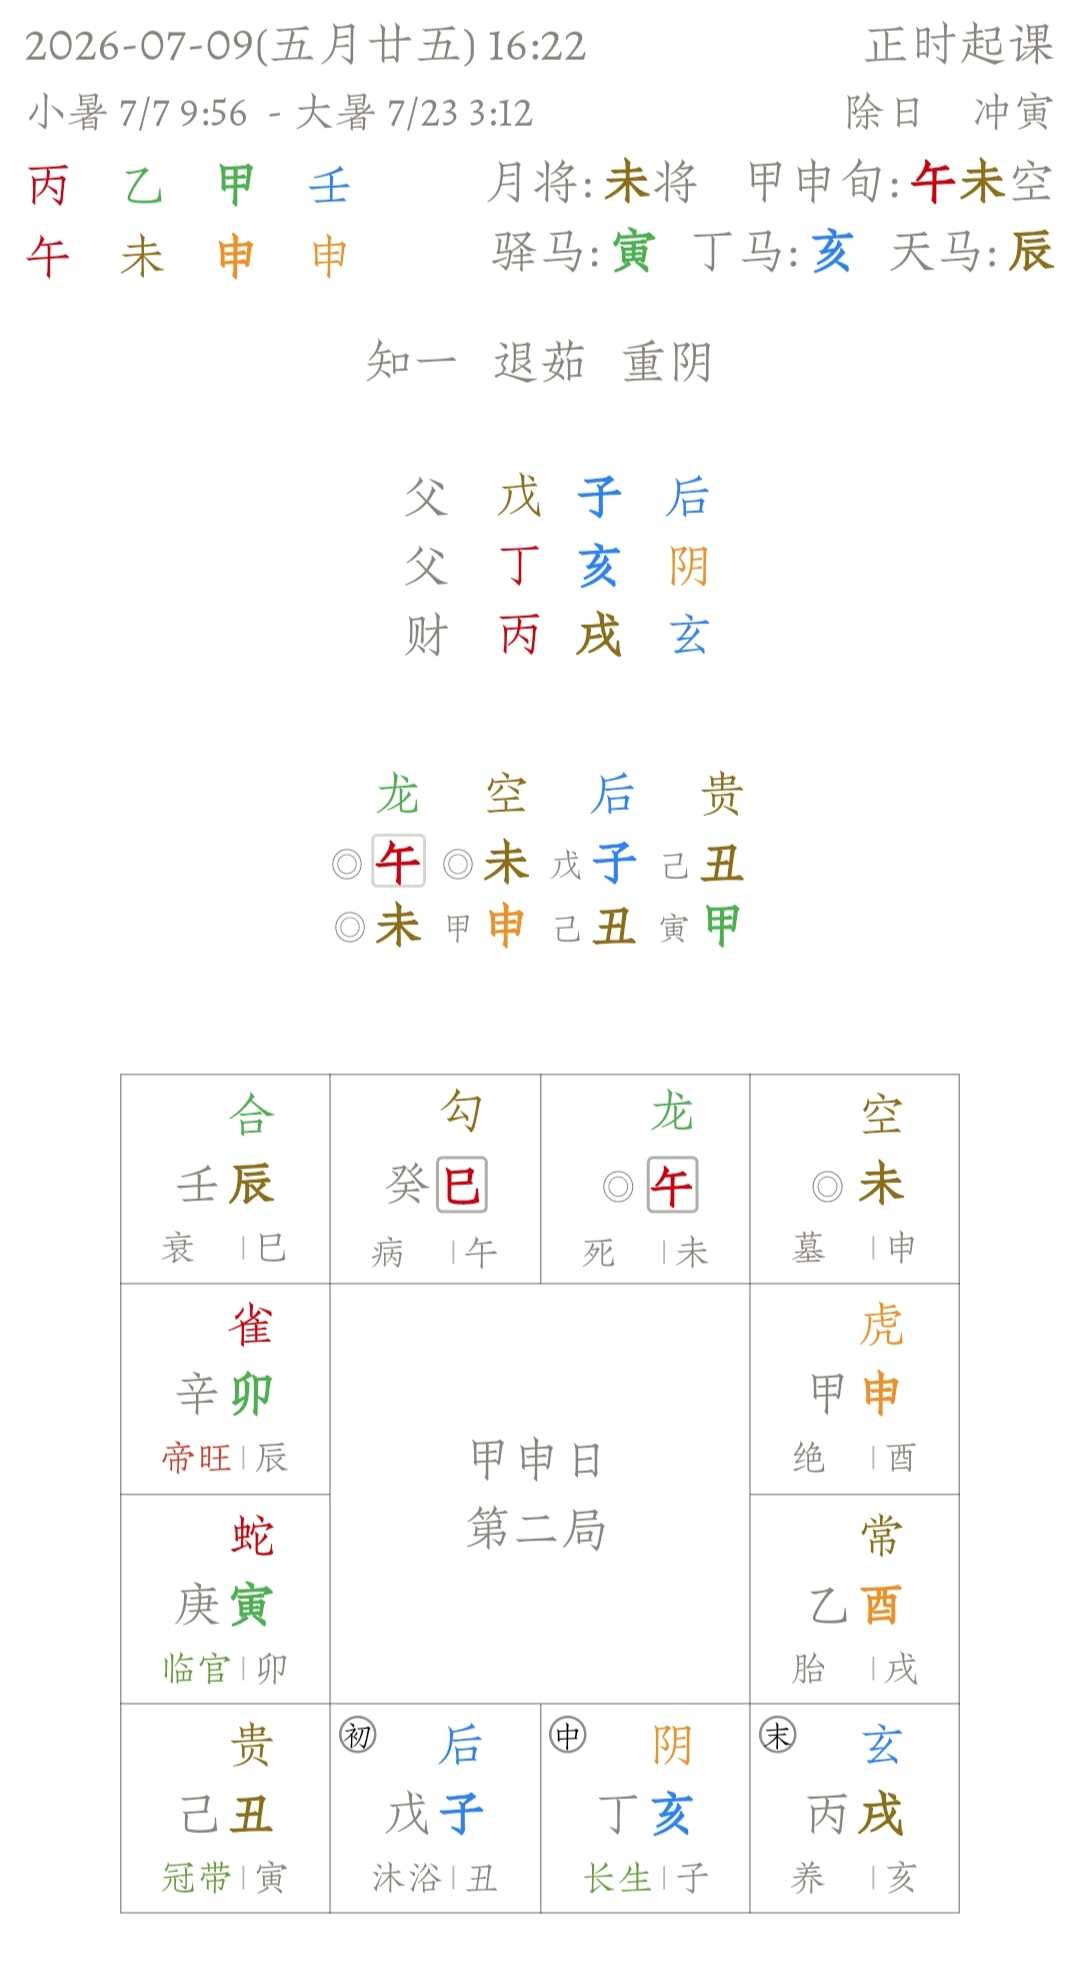 2026-07-09(五月廿五) 16:22 正时起课
小暑 7/7 9:56 - 大暑 7/23 3:12 除日 冲寅
丙 乙 甲 壬 月将:未将 甲申旬:午未空
午 未 申 申 驿马:寅 丁马:亥 天马:辰
知一 退茹 重阴
父 戊 子 后
父 丁 亥 阴
财 丙 戌 玄
龙 空 后 贵
◎ 午 ◎ 未 戊 子 己 丑
◎ 未 甲 申 己 丑 寅 甲
合 勾 龙 空
壬 辰 癸 巳 ◎ 午 ◎ 未
衰 | 巳 病 | 午 死 | 未 墓 | 申
雀 虎
辛 卯 甲 申
帝旺 | 辰 绝 | 酉
甲申日
第二局
蛇 常
庚 寅 乙 酉
临官 | 卯 胎 | 戌
贵 初 后 中 阴 末 玄
己 丑 戊 子 丁 亥 丙 戌
冠带 | 寅 沐浴 | 丑 长生 | 子 养 | 亥